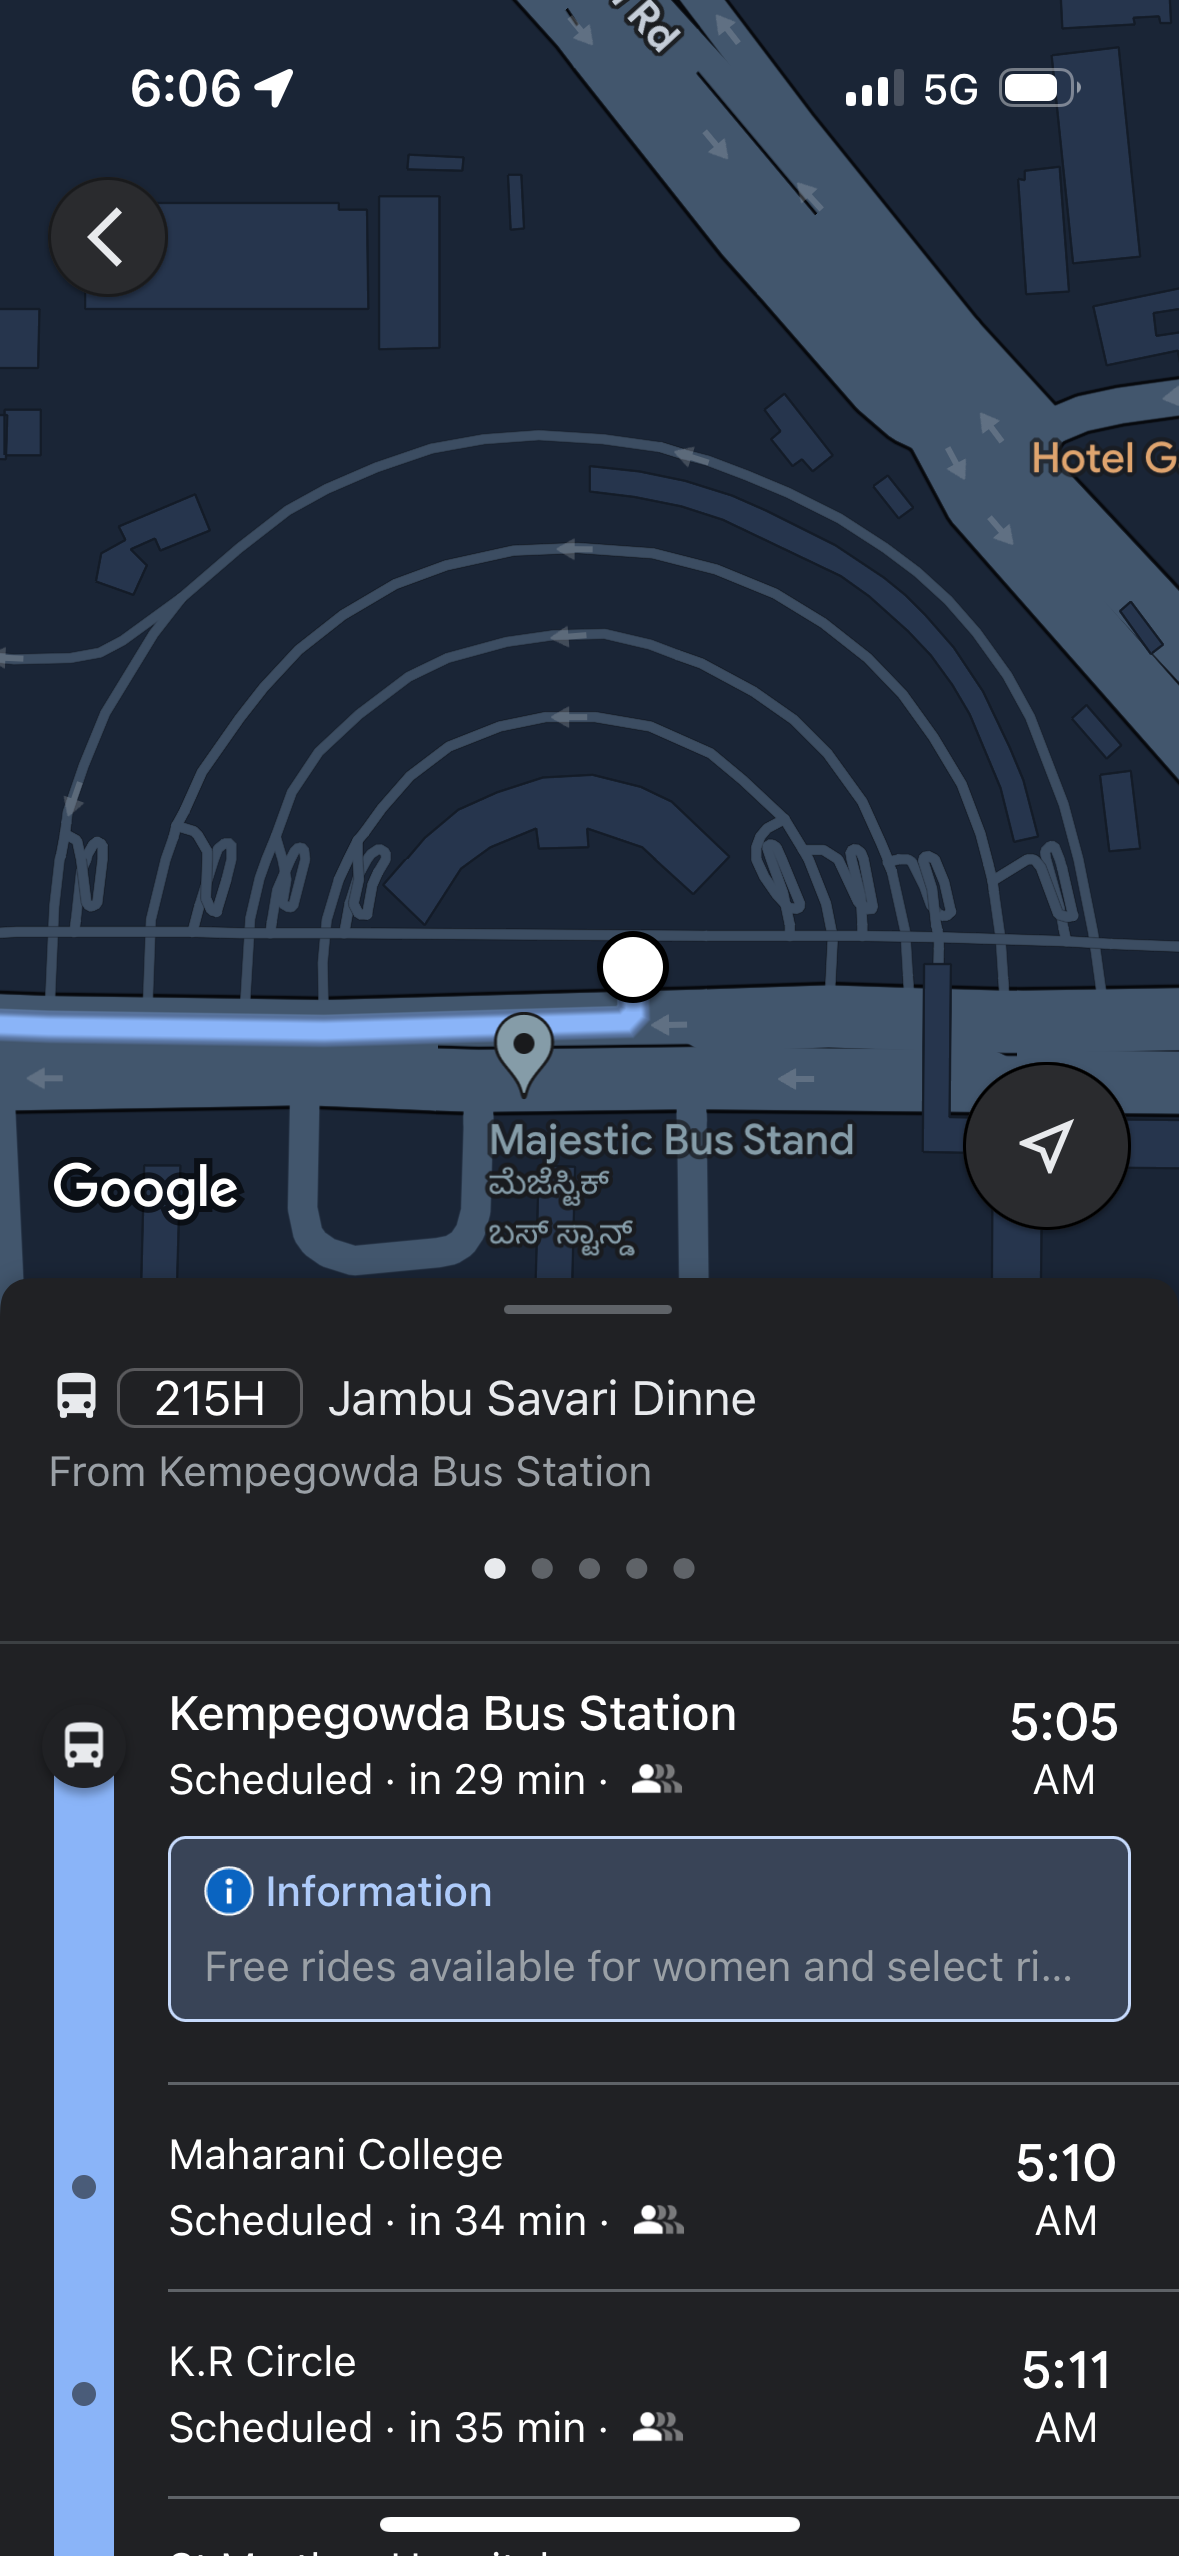 Rd
6:06
5G
Hotel G
Majestic Bus Stand
ಮೆಜೆಸ್ಟಿಕ್
ಬಸ್ ಸ್ಟಾನ್ಡ್
Google
215H Jambu Savari Dinne
From Kempegowda Bus Station
Kempegowda Bus Station 5:05
Scheduled · in 29 min · AM
Information
Free rides available for women and select ri...
Maharani College 5:10
Scheduled · in 34 min · AM
K.R Circle 5:11
Scheduled · in 35 min · AM